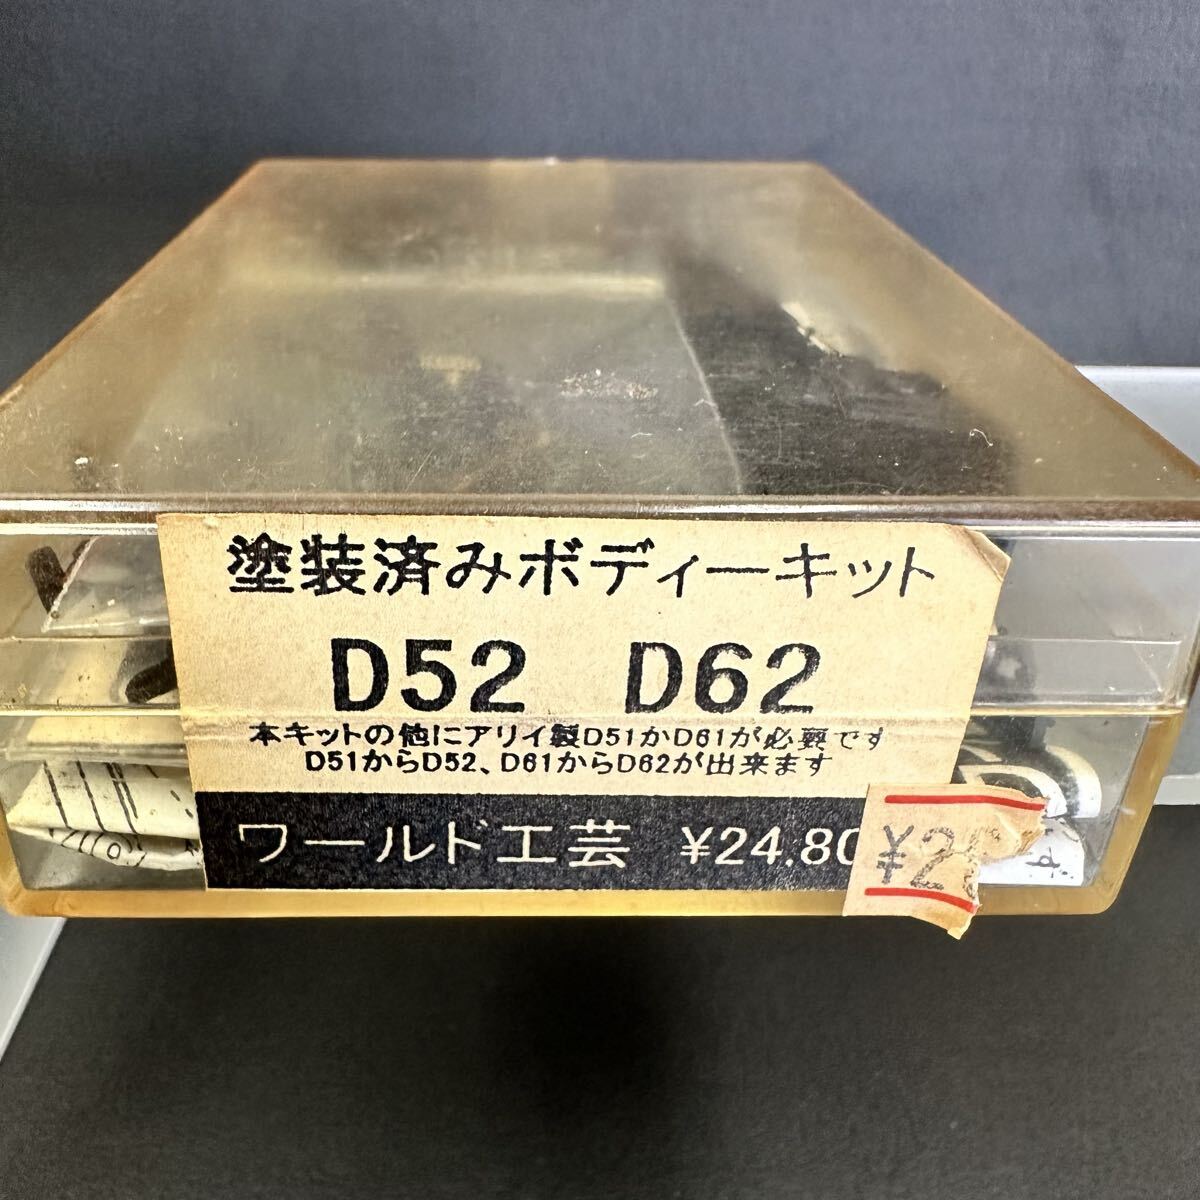 塗装済みボディーキット
D52 D62
本キットの他にアリイ製D51かD61が必要です
D51からD52、D61からD62が出来ます
ワールド工芸 ¥24.80
¥2